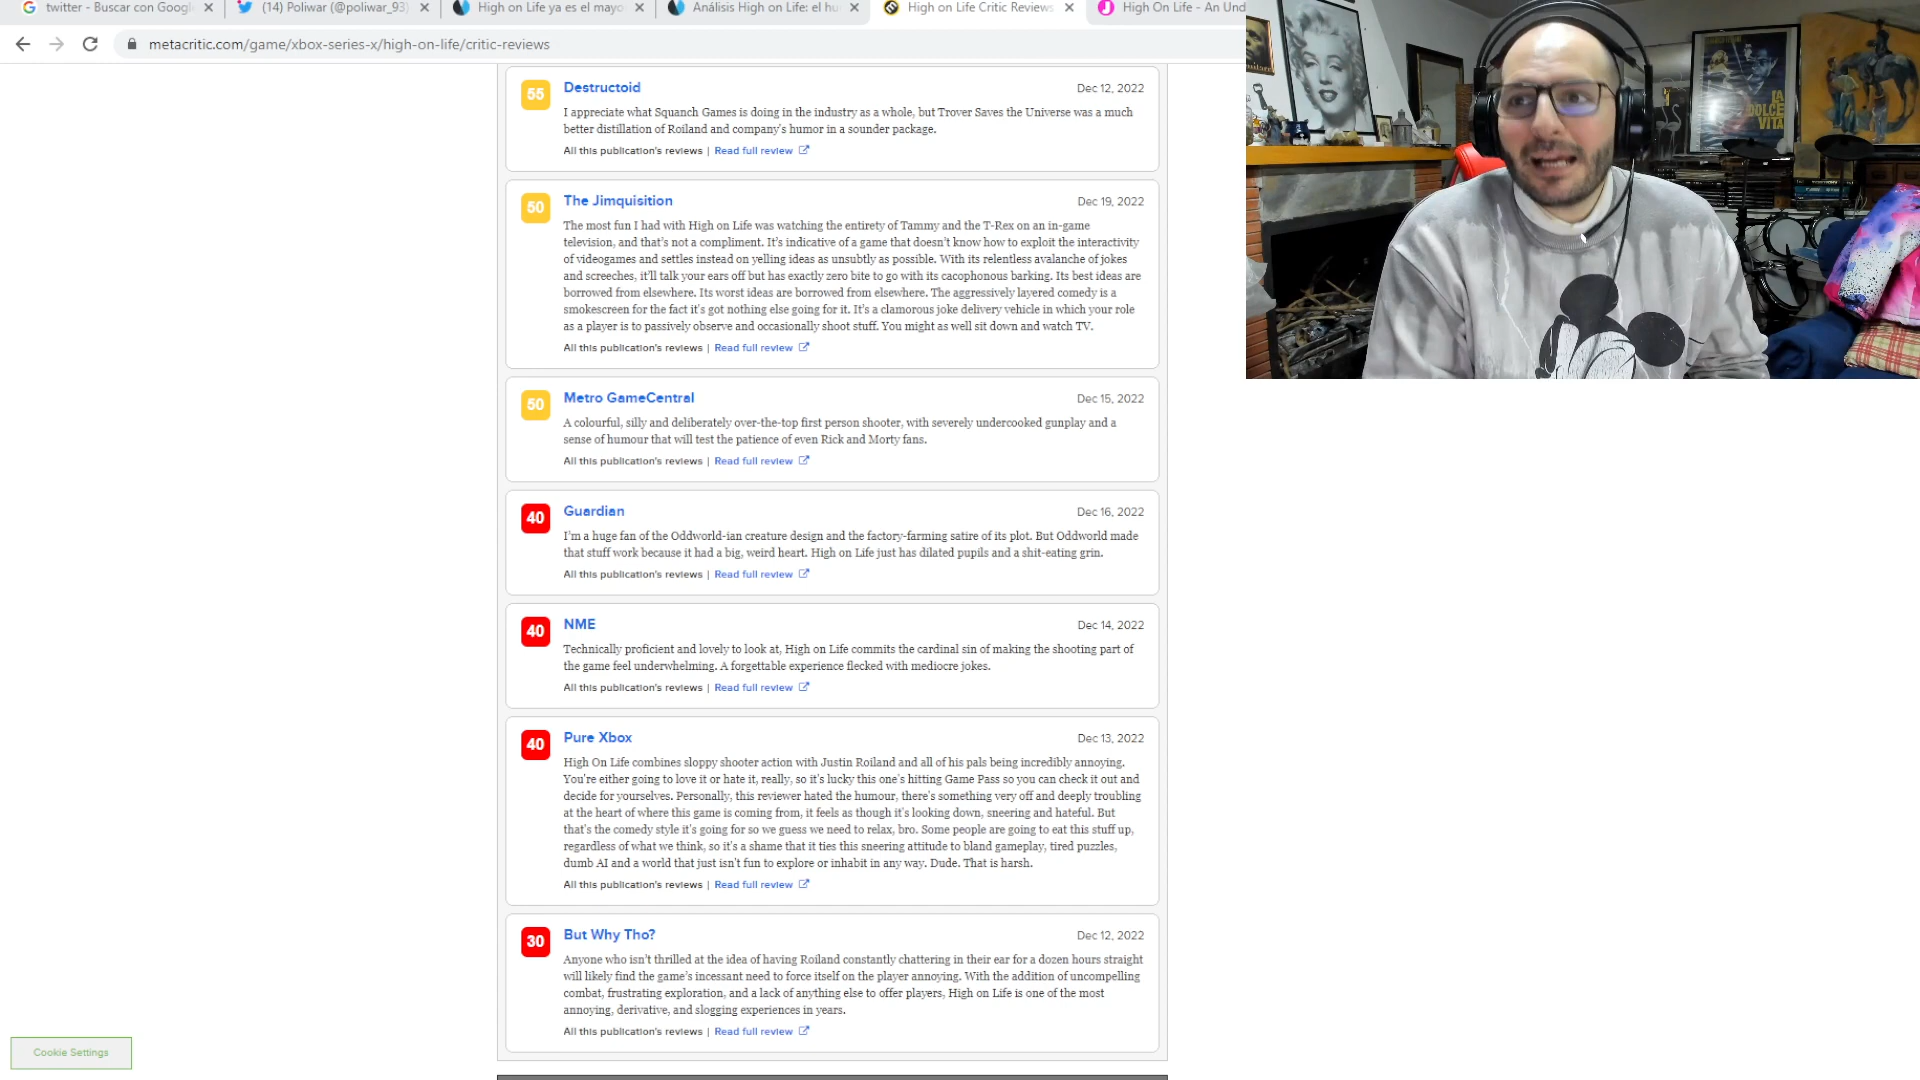 twitter - Buscar con Googl
(14) Poliwar (@poliwar_93)
High on Life ya es el mayo
Análisis High on Life: el hu
High on Life Critic Reviews
High On Life - An Und
metacritic.com/game/xbox-series-x/high-on-life/critic-reviews
55
Destructoid
Dec 12, 2022
I appreciate what Squanch Games is doing in the industry as a whole, but Trover Saves the Universe was a much
better distillation of Roiland and company's humor in a sounder package.
All this publication's reviews | Read full review
50
The Jimquisition
Dec 19, 2022
The most fun I had with High on Life was watching the entirety of Tammy and the T-Rex on an in-game
television, and that's not a compliment. It's indicative of a game that doesn't know how to exploit the interactivity
of videogames and settles instead on yelling ideas as unsubtly as possible. With its relentless avalanche of jokes
and screeches, it'll talk your ears off but has exactly zero bite to go with its cacophonous barking. Its best ideas are
borrowed from elsewhere. Its worst ideas are borrowed from elsewhere. The aggressively layered comedy is a
smokescreen for the fact it's got nothing else going for it. It's a clamorous joke delivery vehicle in which your role
as a player is to passively observe and occasionally shoot stuff. You might as well sit down and watch TV.
All this publication's reviews | Read full review
50
Metro GameCentral
Dec 15, 2022
A colourful, silly and deliberately over-the-top first person shooter, with severely undercooked gunplay and a
sense of humour that will test the patience of even Rick and Morty fans.
All this publication's reviews | Read full review
40
Guardian
Dec 16, 2022
I'm a huge fan of the Oddworld-ian creature design and the factory-farming satire of its plot. But Oddworld made
that stuff work because it had a big, weird heart. High on Life just has dilated pupils and a shit-eating grin.
All this publication's reviews | Read full review
40
NME
Dec 14, 2022
Technically proficient and lovely to look at, High on Life commits the cardinal sin of making the shooting part of
the game feel underwhelming. A forgettable experience flecked with mediocre jokes.
All this publication's reviews | Read full review
40
Pure Xbox
Dec 13, 2022
High On Life combines sloppy shooter action with Justin Roiland and all of his pals being incredibly annoying.
You're either going to love it or hate it, really, so it's lucky this one's hitting Game Pass so you can check it out and
decide for yourselves. Personally, this reviewer hated the humour, there's something very off and deeply troubling
at the heart of where this game is coming from, it feels as though it's looking down, sneering and hateful. But
that's the comedy style it's going for so we guess we need to relax, bro. Some people are going to eat this stuff up,
regardless of what we think, so it's a shame that it ties this sneering attitude to bland gameplay, tired puzzles,
dumb AI and a world that just isn't fun to explore or inhabit in any way. Dude. That is harsh.
All this publication's reviews | Read full review
30
But Why Tho?
Dec 12, 2022
Anyone who isn't thrilled at the idea of having Roiland constantly chattering in their ear for a dozen hours straight
will likely find the game's incessant need to force itself on the player annoying. With the addition of uncompelling
combat, frustrating exploration, and a lack of anything else to offer players, High on Life is one of the most
annoying, derivative, and slogging experiences in years.
All this publication's reviews | Read full review
Cookie Settings
LA
DOLCE
VITA